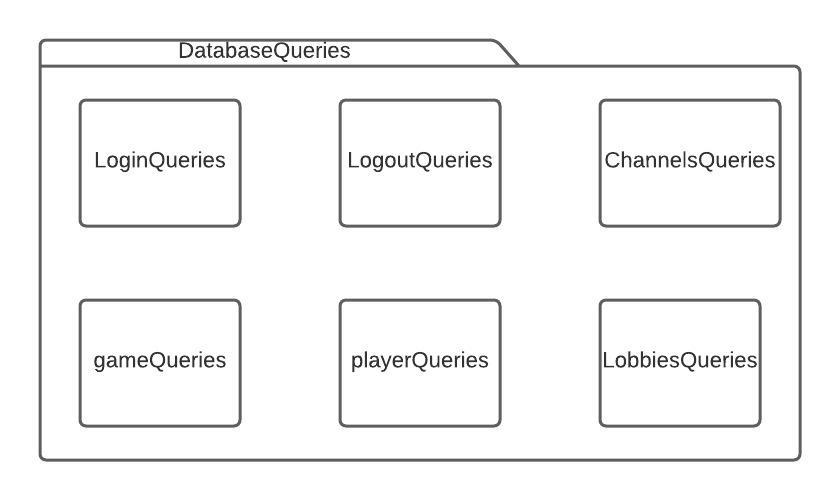 DatabaseQueries
LoginQueries
LogoutQueries
ChannelsQueries
gameQueries
playerQueries
LobbiesQueries